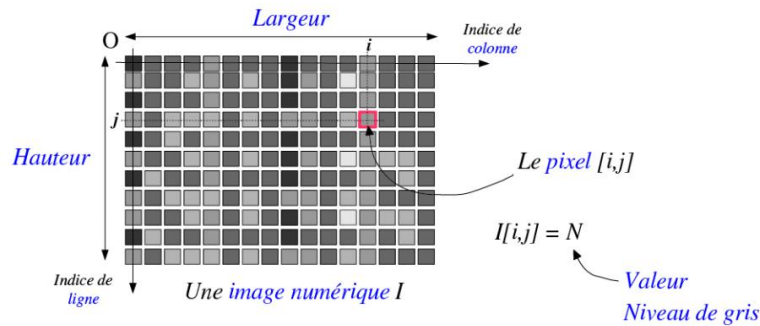 Largeur
O
i
Indice de
colonne
j
Hauteur
Le pixel [i,j]
I[i,j] = N
Indice de
ligne
Une image numérique I
Valeur
Niveau de gris